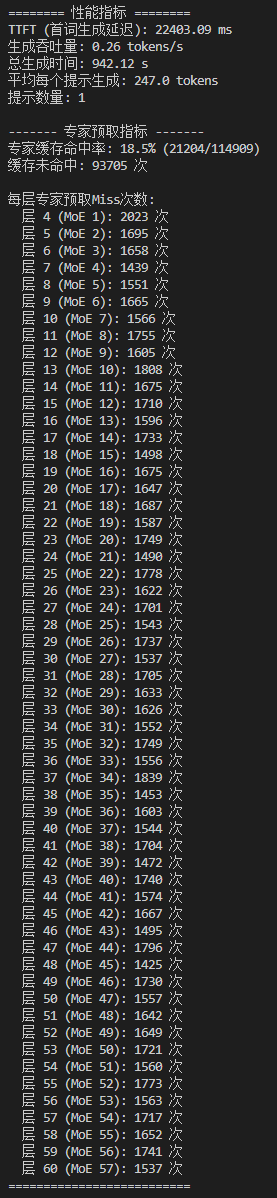 ======== 性能指标 ========
TTFT (首词生成延迟): 22403.09 ms
生成吞吐量: 0.26 tokens/s
总生成时间: 942.12 s
平均每个提示生成: 247.0 tokens
提示数量: 1
------- 专家预取指标 -------
专家缓存命中率: 18.5% (21204/114909)
缓存未命中: 93705 次
每层专家预取Miss次数:
层 4 (MoE 1): 2023 次
层 5 (MoE 2): 1695 次
层 6 (MoE 3): 1658 次
层 7 (MoE 4): 1439 次
层 8 (MoE 5): 1551 次
层 9 (MoE 6): 1665 次
层 10 (MoE 7): 1566 次
层 11 (MoE 8): 1755 次
层 12 (MoE 9): 1605 次
层 13 (MoE 10): 1808 次
层 14 (MoE 11): 1675 次
层 15 (MoE 12): 1710 次
层 16 (MoE 13): 1596 次
层 17 (MoE 14): 1733 次
层 18 (MoE 15): 1498 次
层 19 (MoE 16): 1675 次
层 20 (MoE 17): 1647 次
层 21 (MoE 18): 1687 次
层 22 (MoE 19): 1587 次
层 23 (MoE 20): 1749 次
层 24 (MoE 21): 1490 次
层 25 (MoE 22): 1778 次
层 26 (MoE 23): 1622 次
层 27 (MoE 24): 1701 次
层 28 (MoE 25): 1543 次
层 29 (MoE 26): 1737 次
层 30 (MoE 27): 1537 次
层 31 (MoE 28): 1705 次
层 32 (MoE 29): 1633 次
层 33 (MoE 30): 1626 次
层 34 (MoE 31): 1552 次
层 35 (MoE 32): 1749 次
层 36 (MoE 33): 1556 次
层 37 (MoE 34): 1839 次
层 38 (MoE 35): 1453 次
层 39 (MoE 36): 1603 次
层 40 (MoE 37): 1544 次
层 41 (MoE 38): 1704 次
层 42 (MoE 39): 1472 次
层 43 (MoE 40): 1740 次
层 44 (MoE 41): 1574 次
层 45 (MoE 42): 1667 次
层 46 (MoE 43): 1495 次
层 47 (MoE 44): 1796 次
层 48 (MoE 45): 1425 次
层 49 (MoE 46): 1730 次
层 50 (MoE 47): 1557 次
层 51 (MoE 48): 1642 次
层 52 (MoE 49): 1649 次
层 53 (MoE 50): 1721 次
层 54 (MoE 51): 1560 次
层 55 (MoE 52): 1773 次
层 56 (MoE 53): 1563 次
层 57 (MoE 54): 1717 次
层 58 (MoE 55): 1652 次
层 59 (MoE 56): 1741 次
层 60 (MoE 57): 1537 次
==========================